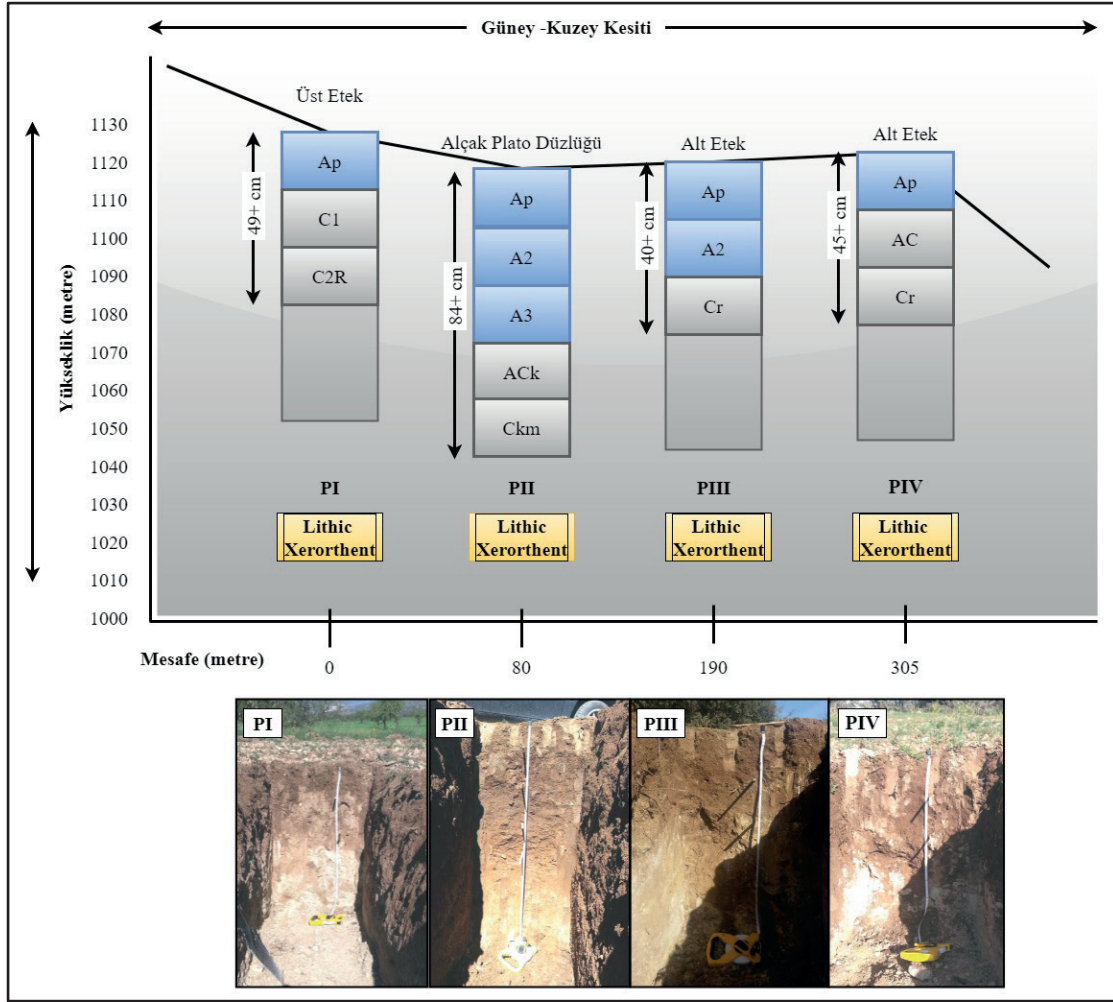 Güney -Kuzey Kesiti
Yükseklik (metre)
1130
1120
1110
1100
1090
1080
1070
1060
1050
1040
1030
1020
1010
1000
Üst Etek
49+ cm
Ap
C1
C2R
PI
Lithic
Xerorthent
Alçak Plato Düzlüğü
84+ cm
Ap
A2
A3
ACk
Ckm
PII
Lithic
Xerorthent
Alt Etek
40+ cm
Ap
A2
Cr
PIII
Lithic
Xerorthent
Alt Etek
45+ cm
Ap
AC
Cr
PIV
Lithic
Xerorthent
Mesafe (metre)
0
80
190
305
PI
PII
PIII
PIV